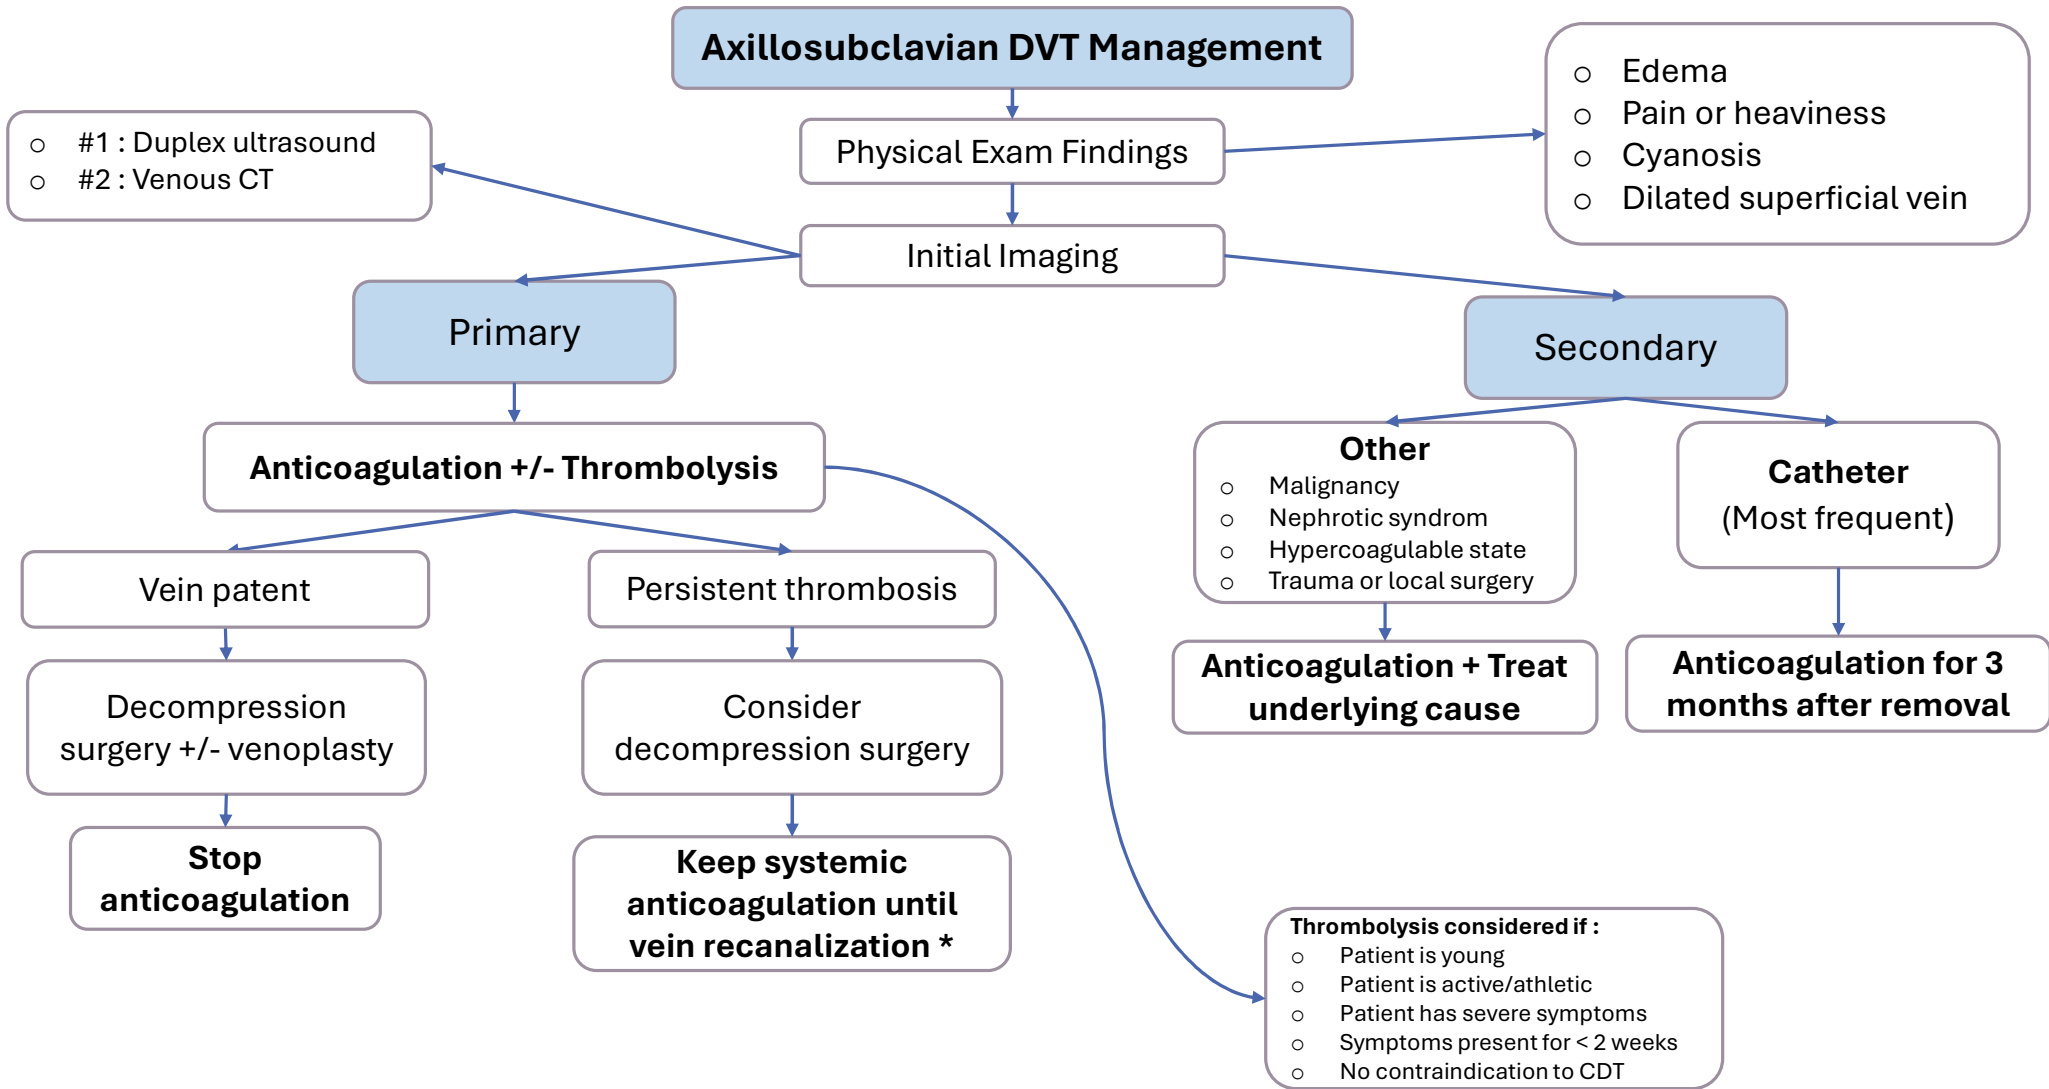 Axillosubclavian DVT Management
Physical Exam Findings
○ Edema
○ Pain or heaviness
○ Cyanosis
○ Dilated superficial vein
Initial Imaging
○ #1 : Duplex ultrasound
○ #2 : Venous CT
Primary
Anticoagulation +/- Thrombolysis
Vein patent
Decompression
surgery +/- venoplasty
Stop
anticoagulation
Persistent thrombosis
Consider
decompression surgery
Keep systemic
anticoagulation until
vein recanalization *
Thrombolysis considered if :
○ Patient is young
○ Patient is active/athletic
○ Patient has severe symptoms
○ Symptoms present for < 2 weeks
○ No contraindication to CDT
Secondary
Other
○ Malignancy
○ Nephrotic syndrom
○ Hypercoagulable state
○ Trauma or local surgery
Anticoagulation + Treat
underlying cause
Catheter
(Most frequent)
Anticoagulation for 3
months after removal